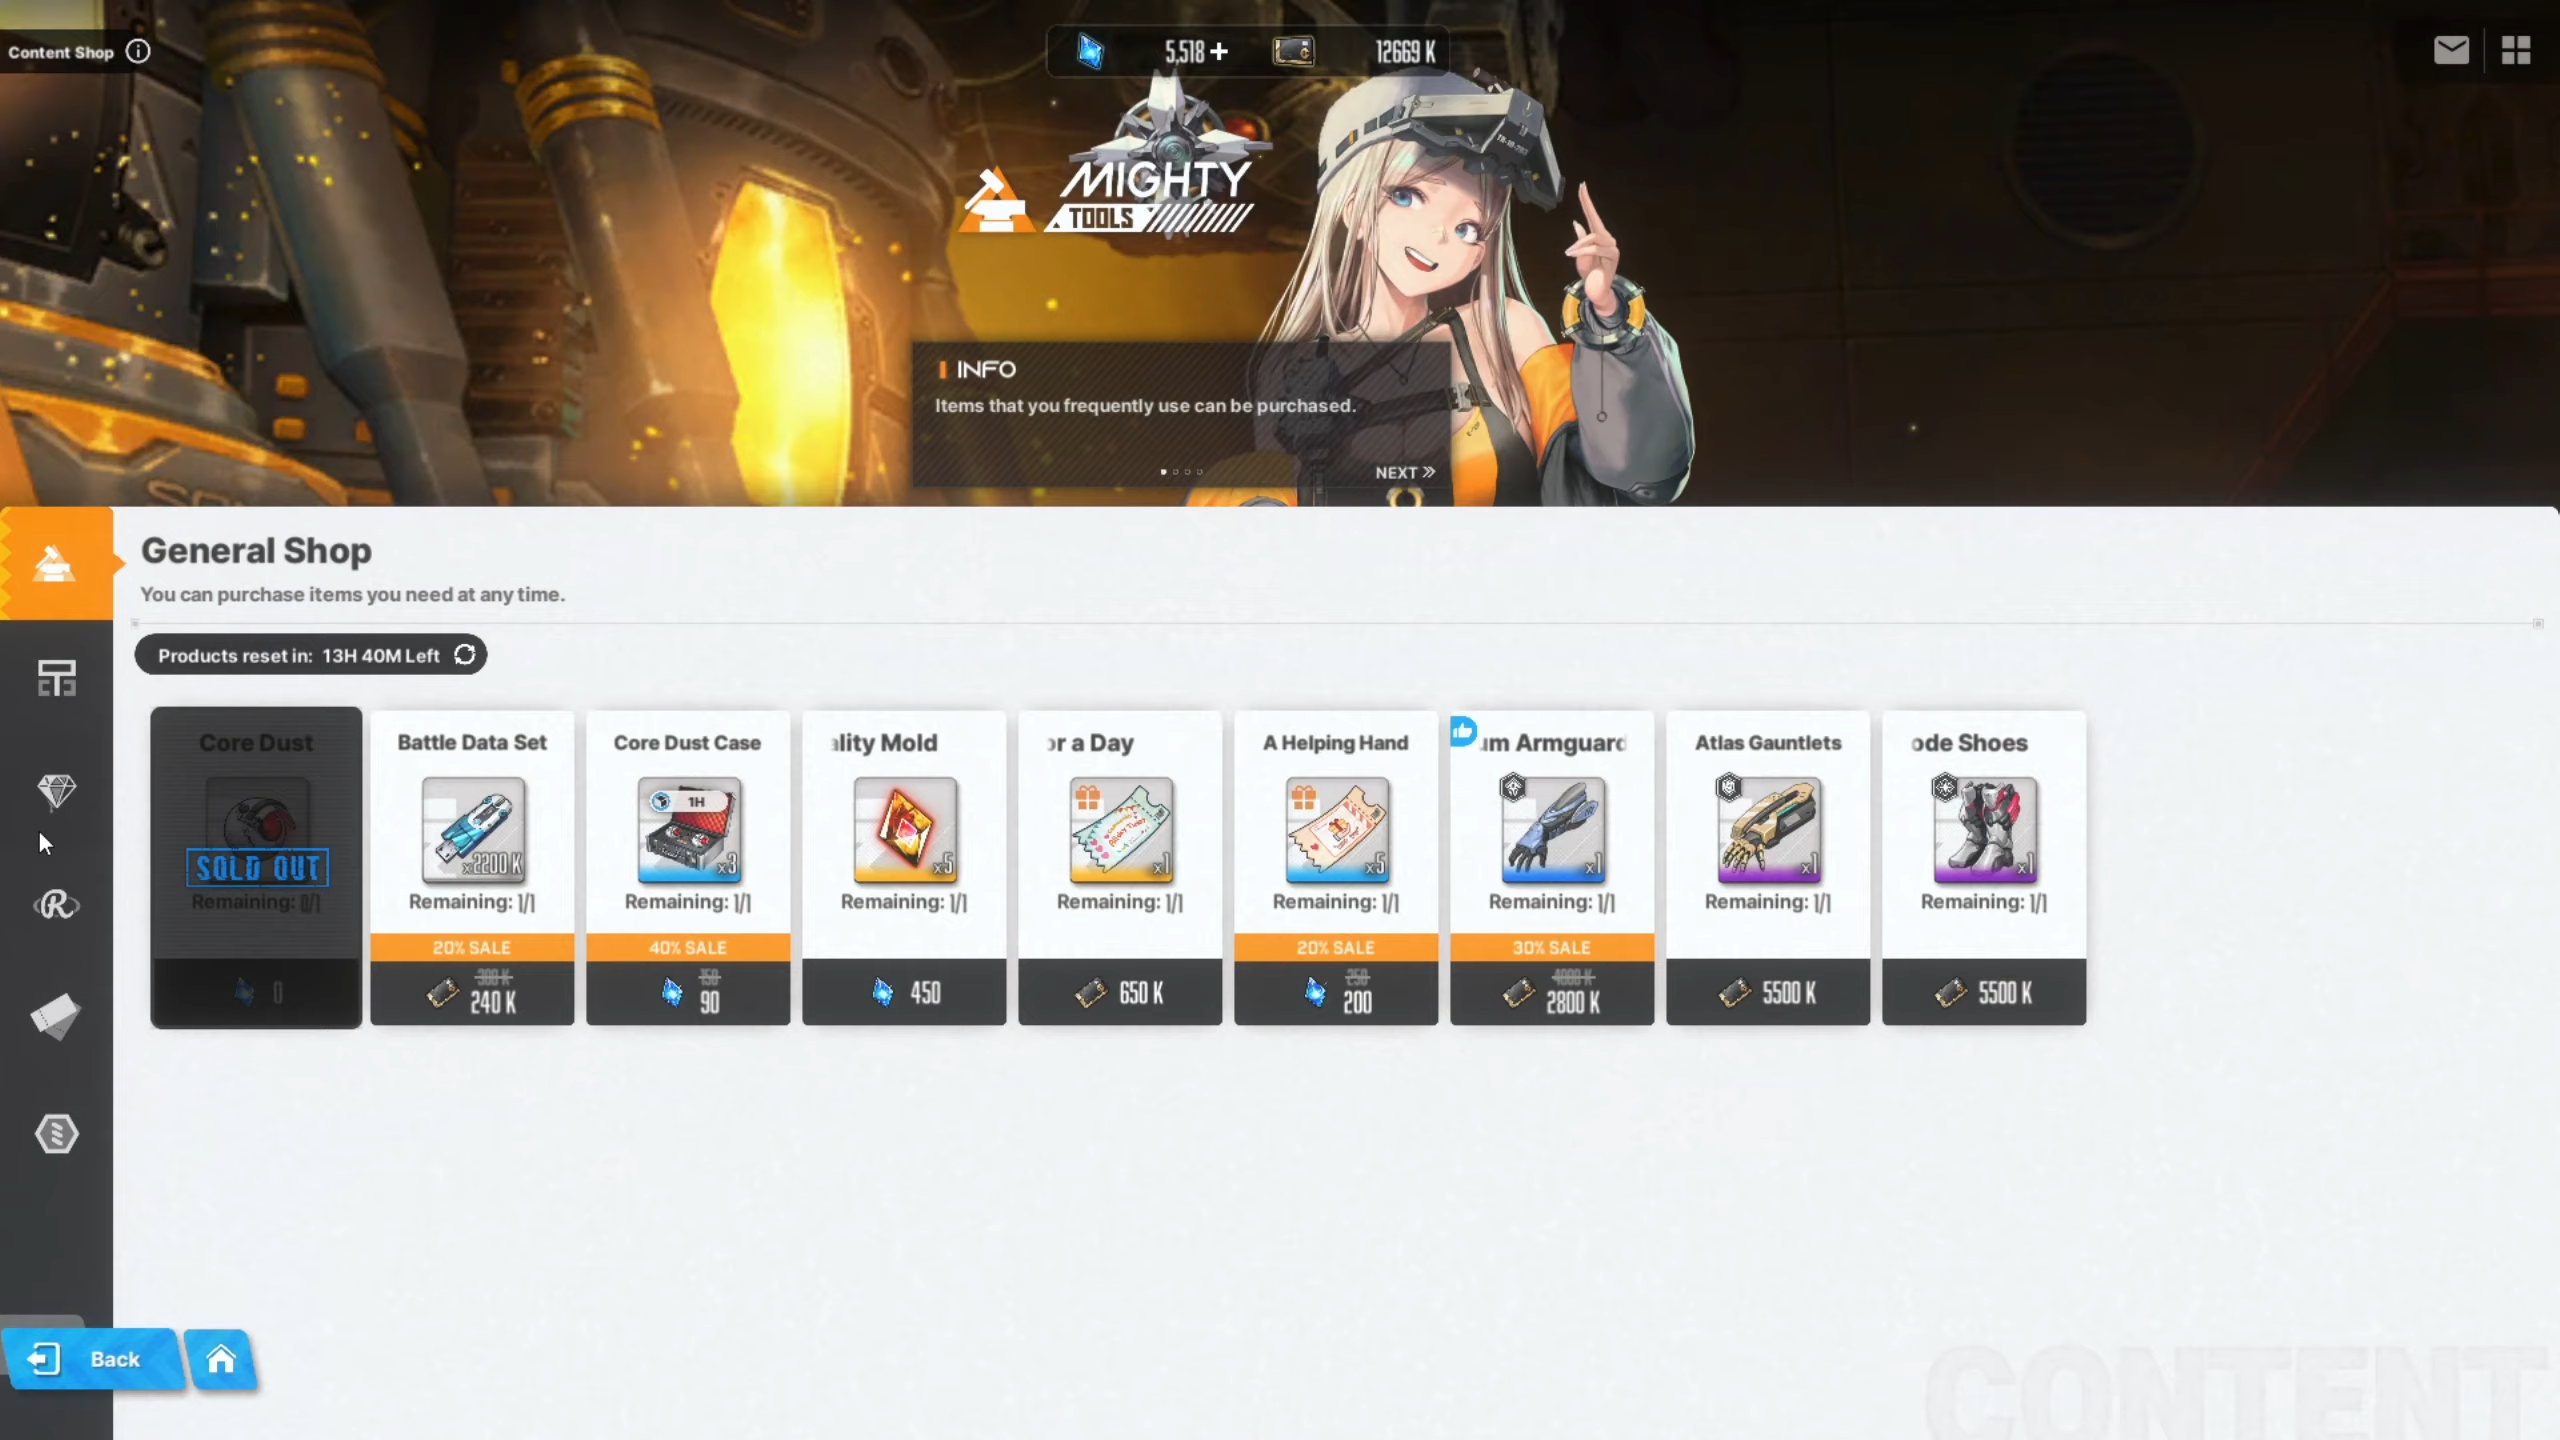 Content Shop
5,518
12669 K
MIGHTY
TOOLS
INFO
Items that you frequently use can be purchased.
NEXT
General Shop
You can purchase items you need at any time.
Products reset in: 13H 40M Left
Core Dust
SOLD OUT
Remaining: 0/1
0
Battle Data Set
x2200 K
Remaining: 1/1
20% SALE
300 K
240 K
Core Dust Case
1H
x3
Remaining: 1/1
40% SALE
150
90
ality Mold
x5
Remaining: 1/1
450
or a Day
x1
Remaining: 1/1
650 K
A Helping Hand
x5
Remaining: 1/1
20% SALE
250
200
um Armguard
x1
Remaining: 1/1
30% SALE
4000 K
2800 K
Atlas Gauntlets
x1
Remaining: 1/1
5500 K
ode Shoes
x1
Remaining: 1/1
5500 K
Back
CONTENT